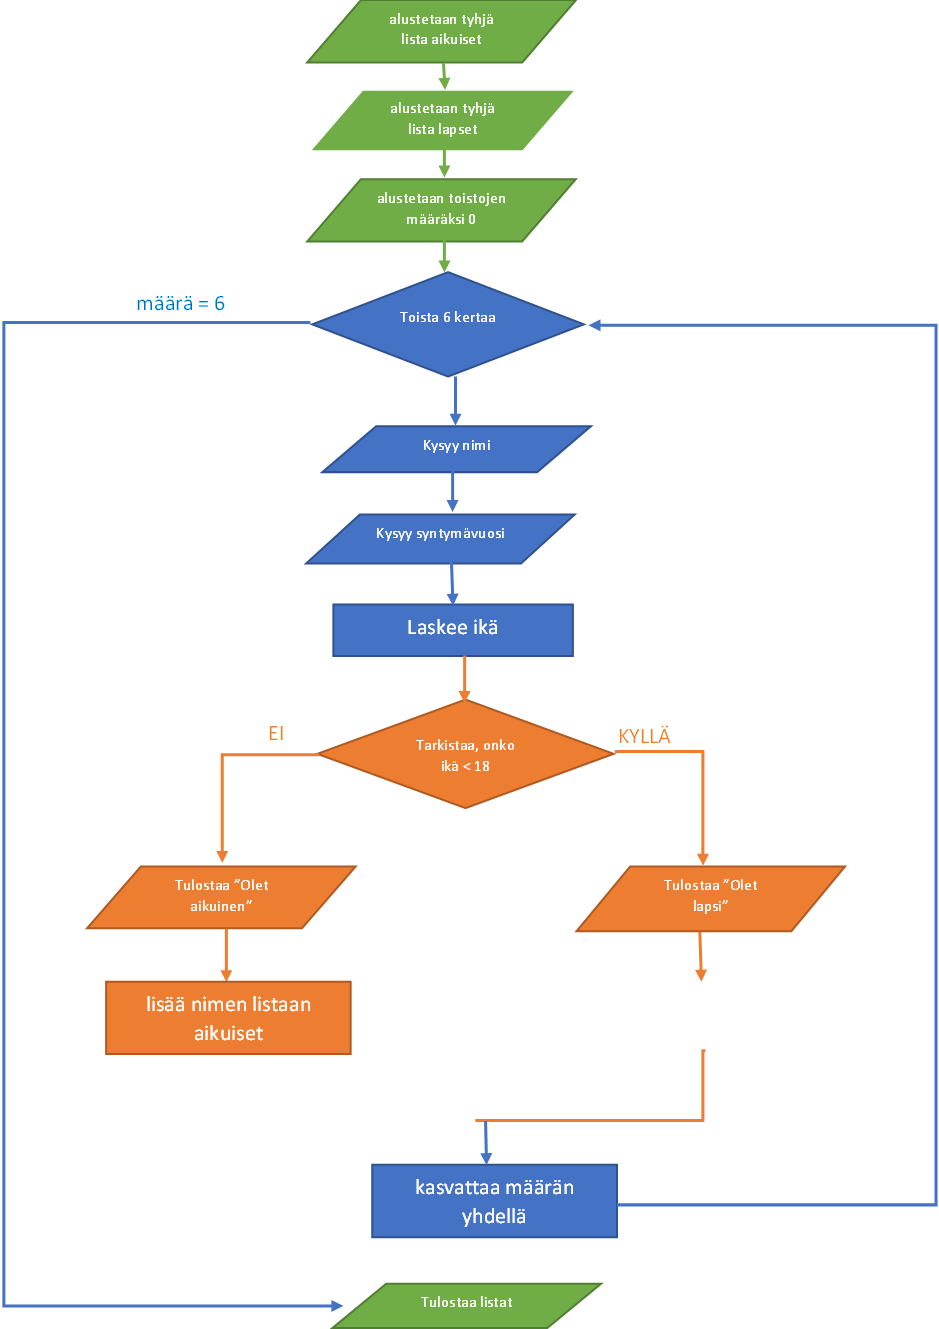 alustetaan tyhjä
lista aikuiset
alustetaan tyhjä
lista lapset
alustetaan toistojen
määräksi 0
määrä = 6
Toista 6 kertaa
Kysyy nimi
Kysyy syntymävuosi
Laskee ikä
EI
KYLLÄ
Tarkistaa, onko
ikä < 18
Tulostaa ”Olet
aikuinen”
Tulostaa ”Olet
lapsi”
lisää nimen listaan
aikuiset
kasvattaa määrän
yhdellä
Tulostaa listat